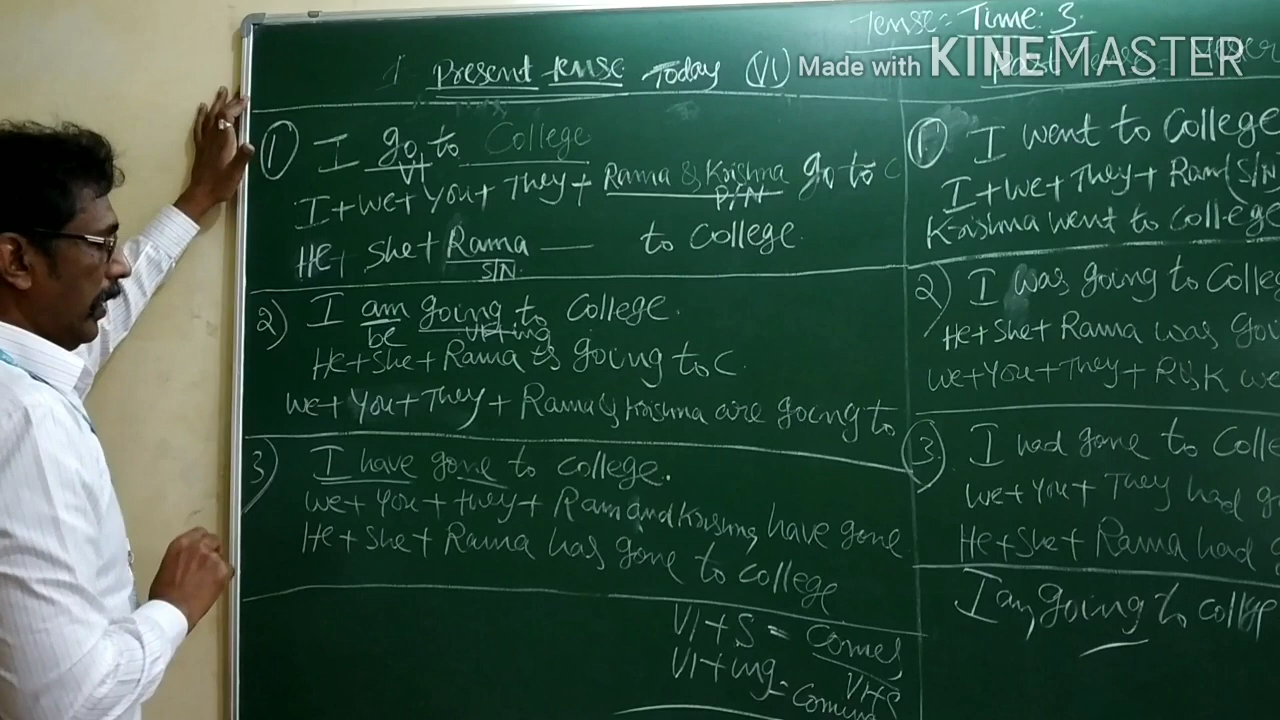 Tense = Time: 3.
Made with KINEMASTER
1 Present tense Today (V1)
① I go to College
V1
I + we + You + They + Rama & Krishna go to C
P/N
He + She + Rama — to College.
S/N.
2) I am going to College.
be V1+ing
He + She + Rama is going to C.
we + You + They + Rama & Krishna are going to
3) I have gone to college.
we + You + they + Ram and Krishna have gone
He + She + Rama has gone to college
V1 + S = comes
V1+S
V1 + ing = Coming
Past
① I went to College
I + we + They + Ram (S/N
Krishna went to college
2) I was going to Colleg
He + She + Rama was goi
we + You + They + R & K we
③ I had gone to Colle
we + You + They had g
He + She + Rama had
I am going to college